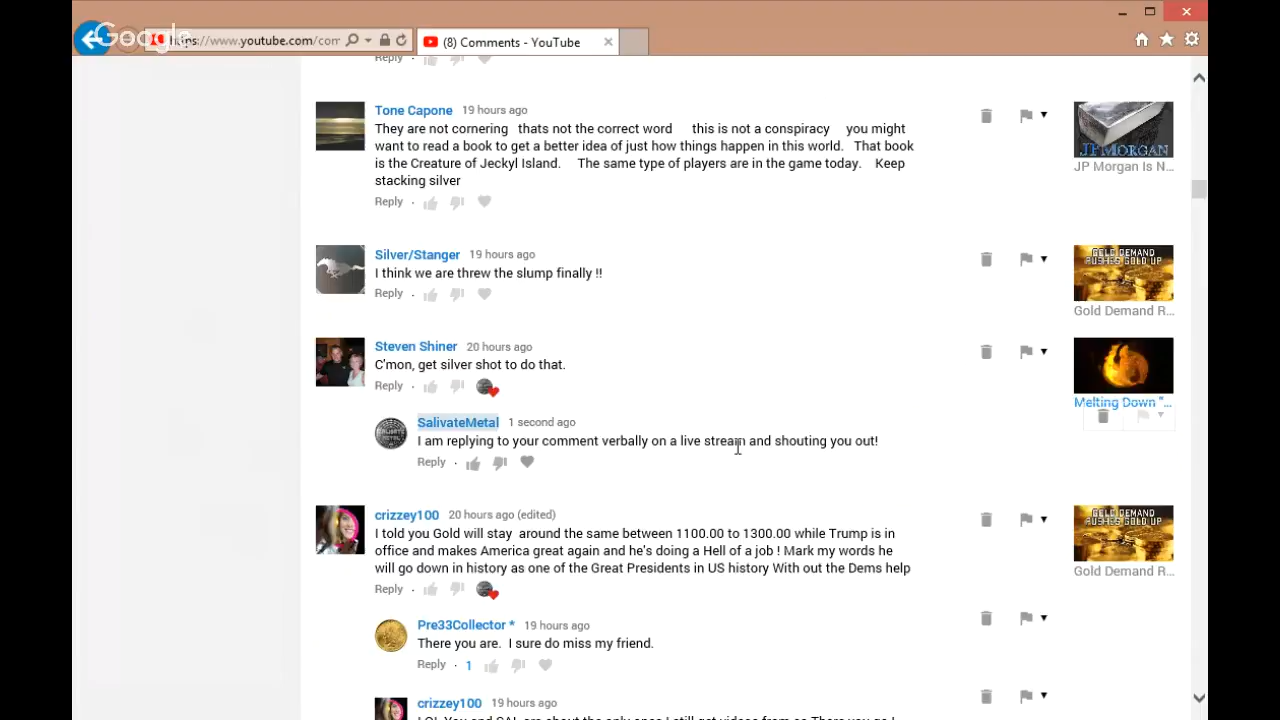 Google
https://www.youtube.com/com
(8) Comments - YouTube
Reply
Tone Capone 19 hours ago
They are not cornering thats not the correct word this is not a conspiracy you might
want to read a book to get a better idea of just how things happen in this world. That book
is the Creature of Jeckyl Island. The same type of players are in the game today. Keep
stacking silver
Reply
JP MORGAN
JP Morgan Is N...
Silver/Stanger 19 hours ago
I think we are threw the slump finally !!
Reply
GOLD DEMAND
PUSHES GOLD UP
Gold Demand R...
Steven Shiner 20 hours ago
C'mon, get silver shot to do that.
Reply
Melting Down "...
SalivateMetal 1 second ago
I am replying to your comment verbally on a live stream and shouting you out!
Reply
crizzey100 20 hours ago (edited)
I told you Gold will stay around the same between 1100.00 to 1300.00 while Trump is in
office and makes America great again and he's doing a Hell of a job ! Mark my words he
will go down in history as one of the Great Presidents in US history With out the Dems help
Reply
GOLD DEMAND
PUSHES GOLD UP
Gold Demand R...
Pre33Collector * 19 hours ago
There you are. I sure do miss my friend.
Reply 1
crizzey100 19 hours ago